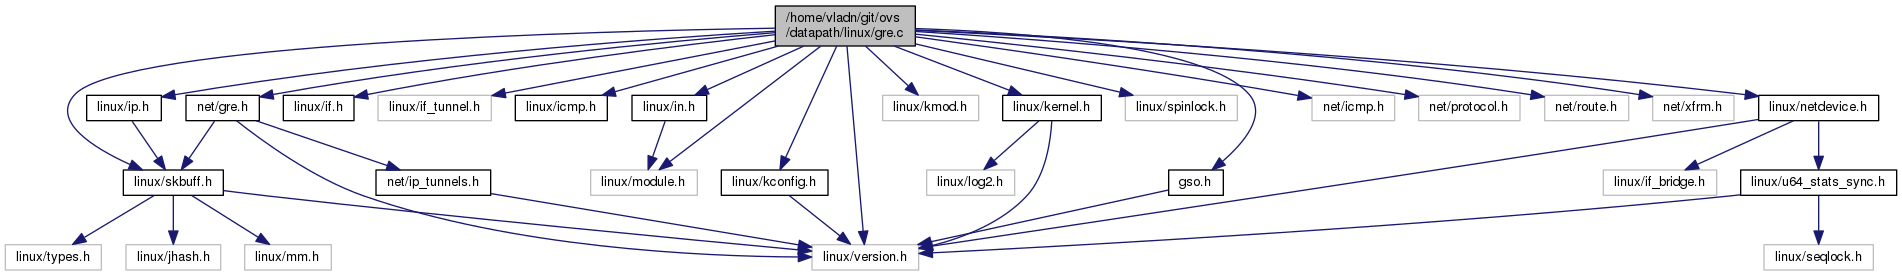 /home/vladn/git/ovs
/datapath/linux/gre.c
linux/ip.h
net/gre.h
linux/if.h
linux/if_tunnel.h
linux/icmp.h
linux/in.h
linux/kmod.h
linux/kernel.h
linux/spinlock.h
net/icmp.h
net/protocol.h
net/route.h
net/xfrm.h
linux/netdevice.h
linux/skbuff.h
net/ip_tunnels.h
linux/module.h
linux/kconfig.h
linux/log2.h
gso.h
linux/if_bridge.h
linux/u64_stats_sync.h
linux/types.h
linux/jhash.h
linux/mm.h
linux/version.h
linux/seqlock.h